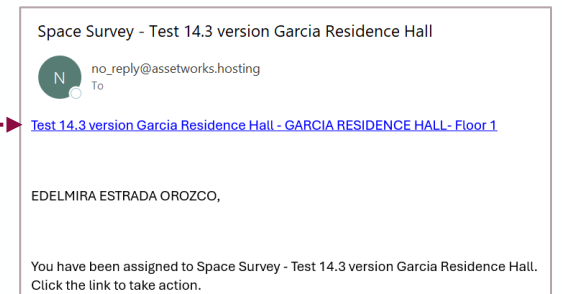 Space Survey - Test 14.3 version Garcia Residence Hall
N
no_reply@assetworks.hosting
To
Test 14.3 version Garcia Residence Hall - GARCIA RESIDENCE HALL- Floor 1
EDELMIRA ESTRADA OROZCO,
You have been assigned to Space Survey - Test 14.3 version Garcia Residence Hall.
Click the link to take action.